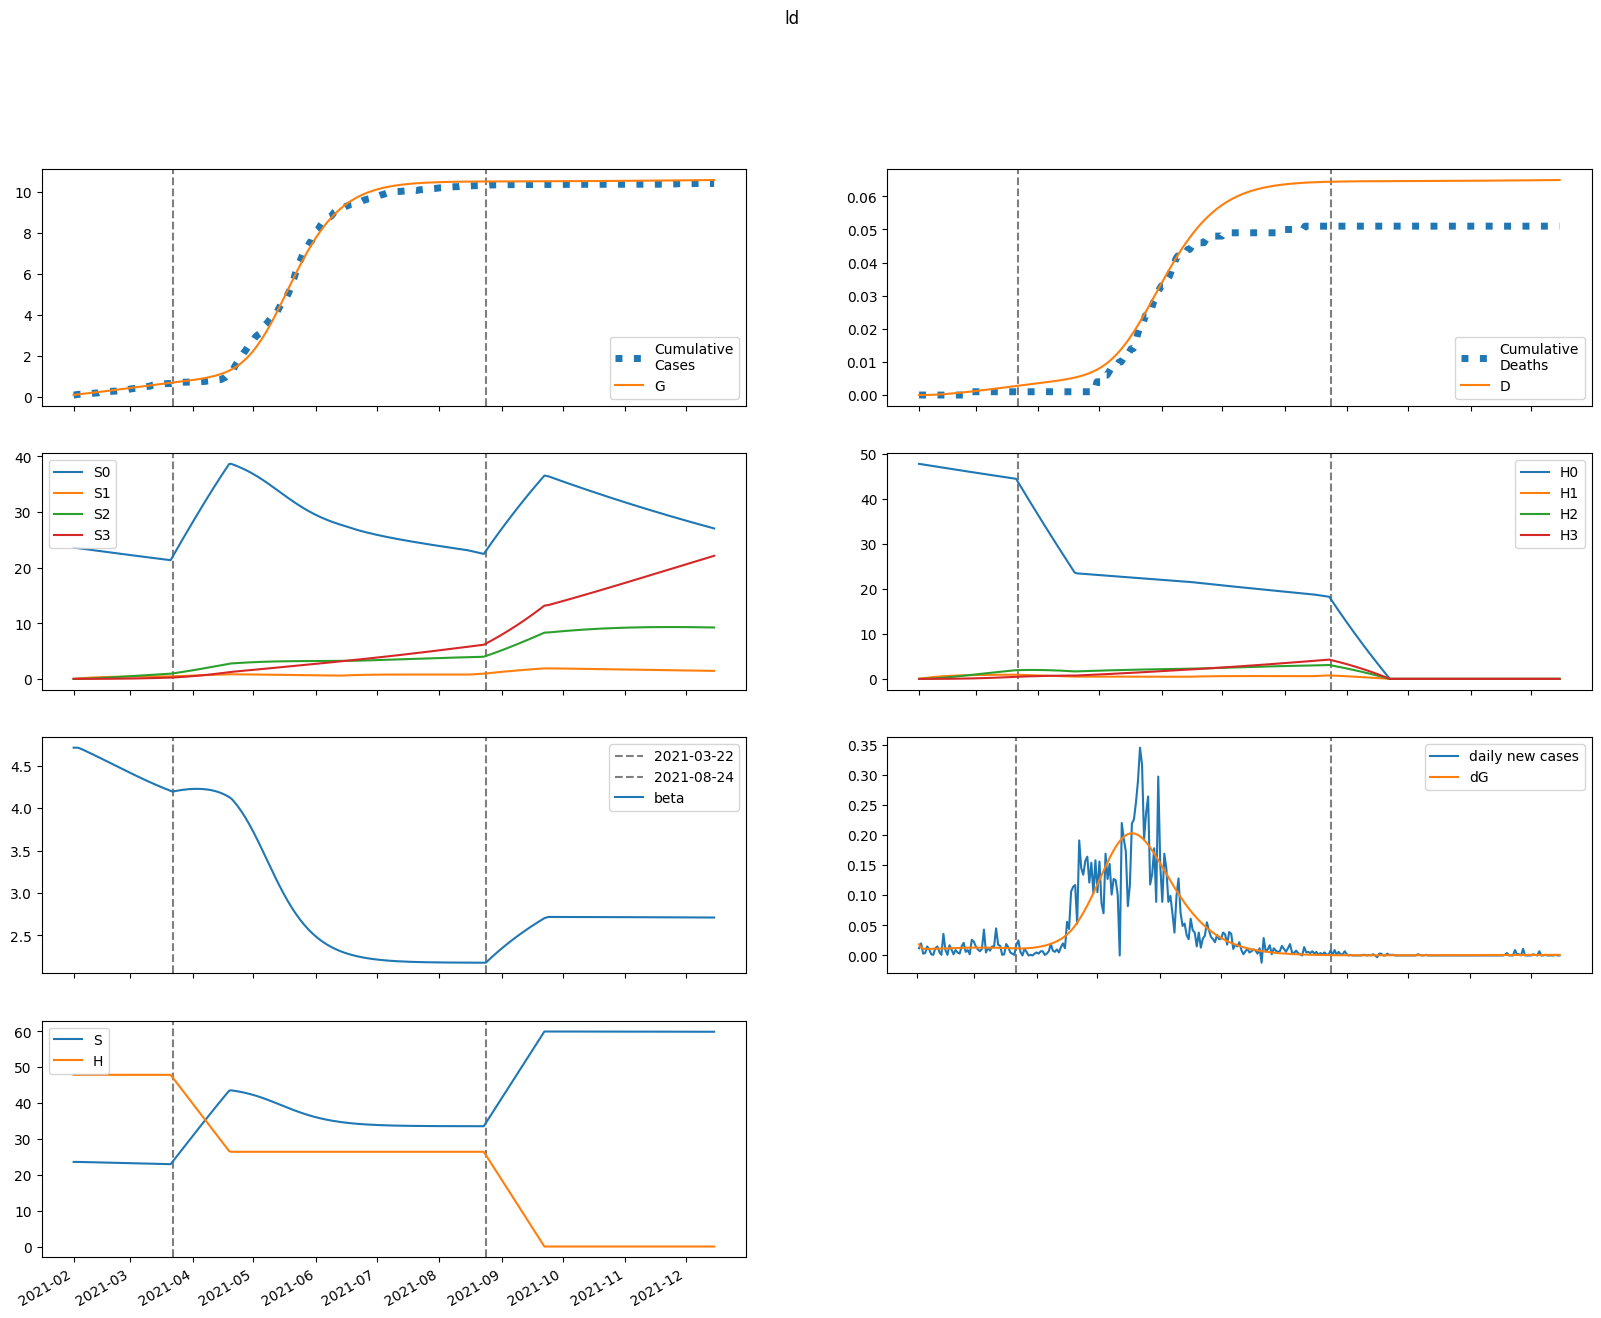 ld
10
8
6
4
2
0
Cumulative
Cases
G
0.06
0.05
0.04
0.03
0.02
0.01
0.00
Cumulative
Deaths
D
40
30
20
10
0
S0
S1
S2
S3
50
40
30
20
10
0
H0
H1
H2
H3
4.5
4.0
3.5
3.0
2.5
2021-03-22
2021-08-24
beta
0.35
0.30
0.25
0.20
0.15
0.10
0.05
0.00
daily new cases
dG
60
50
40
30
20
10
0
S
H
2021-02
2021-03
2021-04
2021-05
2021-06
2021-07
2021-08
2021-09
2021-10
2021-11
2021-12